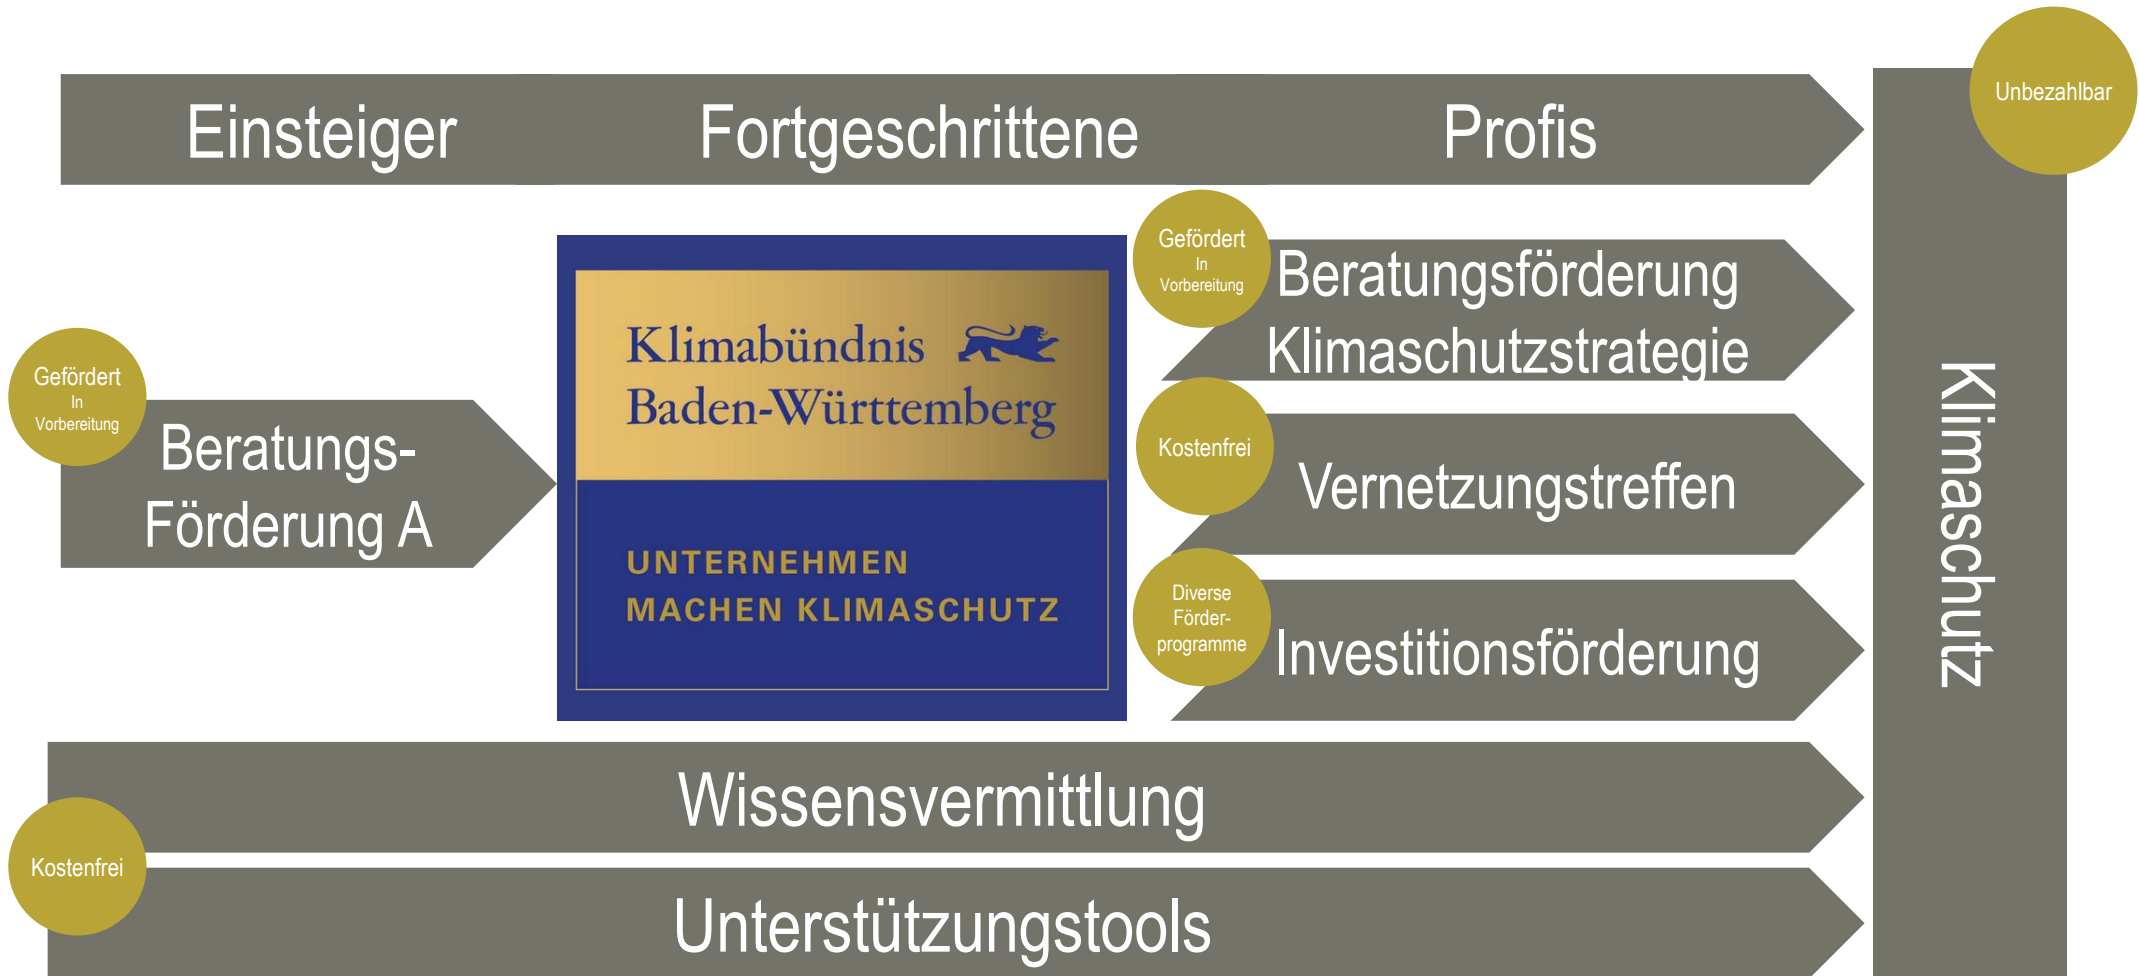 Einsteiger
Fortgeschrittene
Profis
Unbezahlbar
Gefördert
In
Vorbereitung
Beratungs-
Förderung A
Klimabündnis
Baden-Württemberg
UNTERNEHMEN
MACHEN KLIMASCHUTZ
Gefördert
In
Vorbereitung
Beratungsförderung
Klimaschutzstrategie
Kostenfrei
Vernetzungstreffen
Diverse
Förder-
programme
Investitionsförderung
Klimaschutz
Wissensvermittlung
Kostenfrei
Unterstützungstools